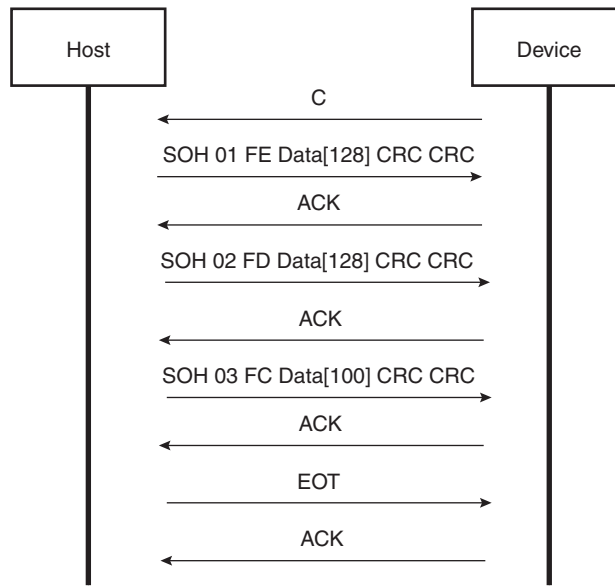 Host
Device
C
SOH 01 FE Data[128] CRC CRC
ACK
SOH 02 FD Data[128] CRC CRC
ACK
SOH 03 FC Data[100] CRC CRC
ACK
EOT
ACK